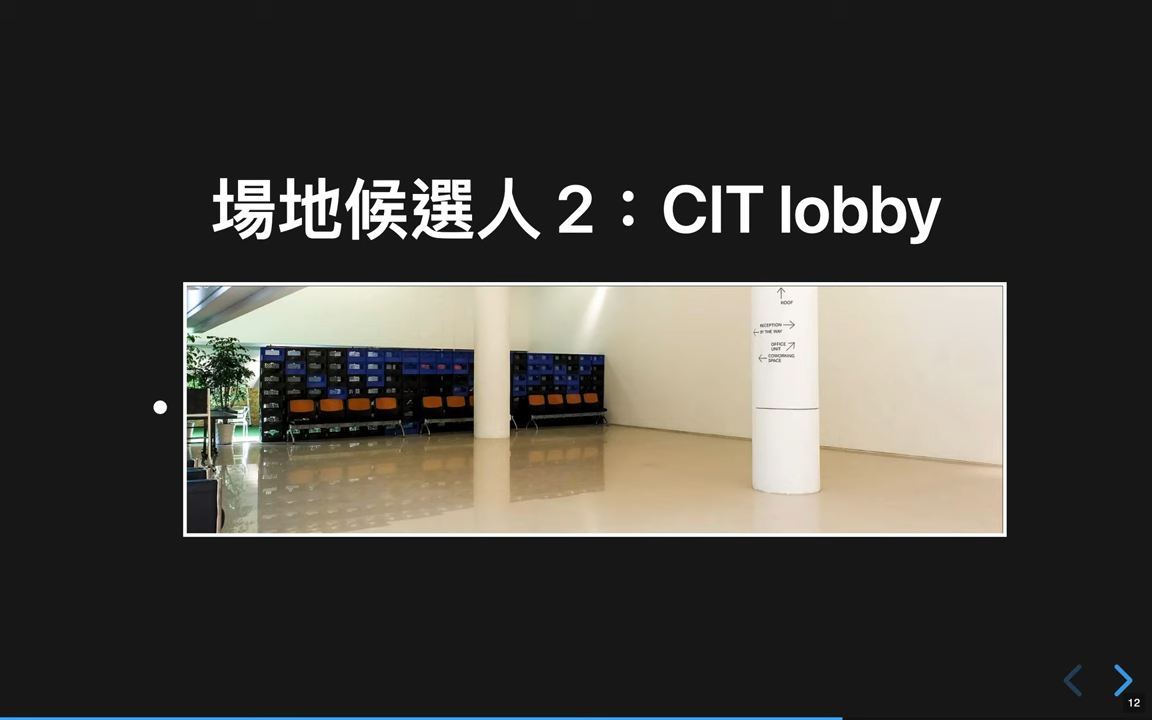 場地候選人 2：CIT lobby
ROOF
RECEPTION
BY THE WAY
OFFICE
UNIT
COWORKING
SPACE
12